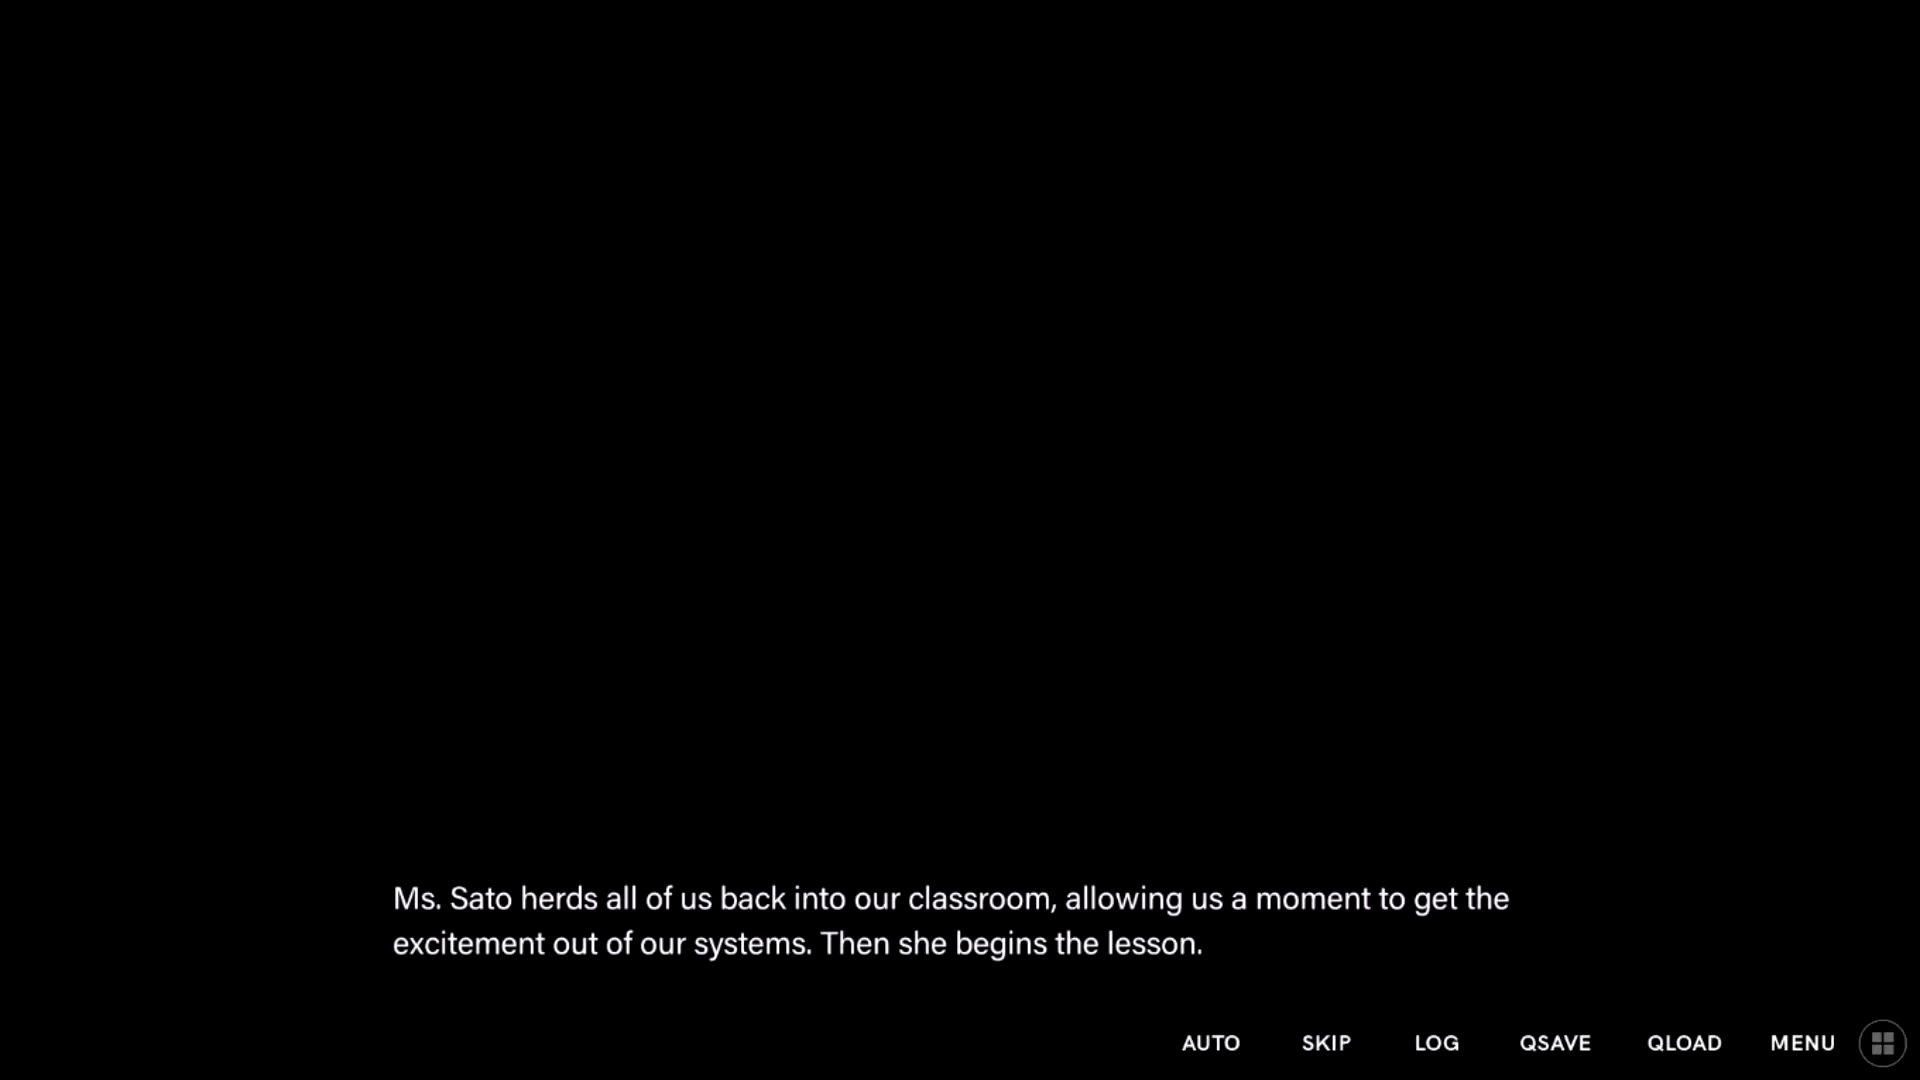 Ms. Sato herds all of us back into our classroom, allowing us a moment to get the
excitement out of our systems. Then she begins the lesson.
AUTO SKIP LOG QSAVE QLOAD MENU